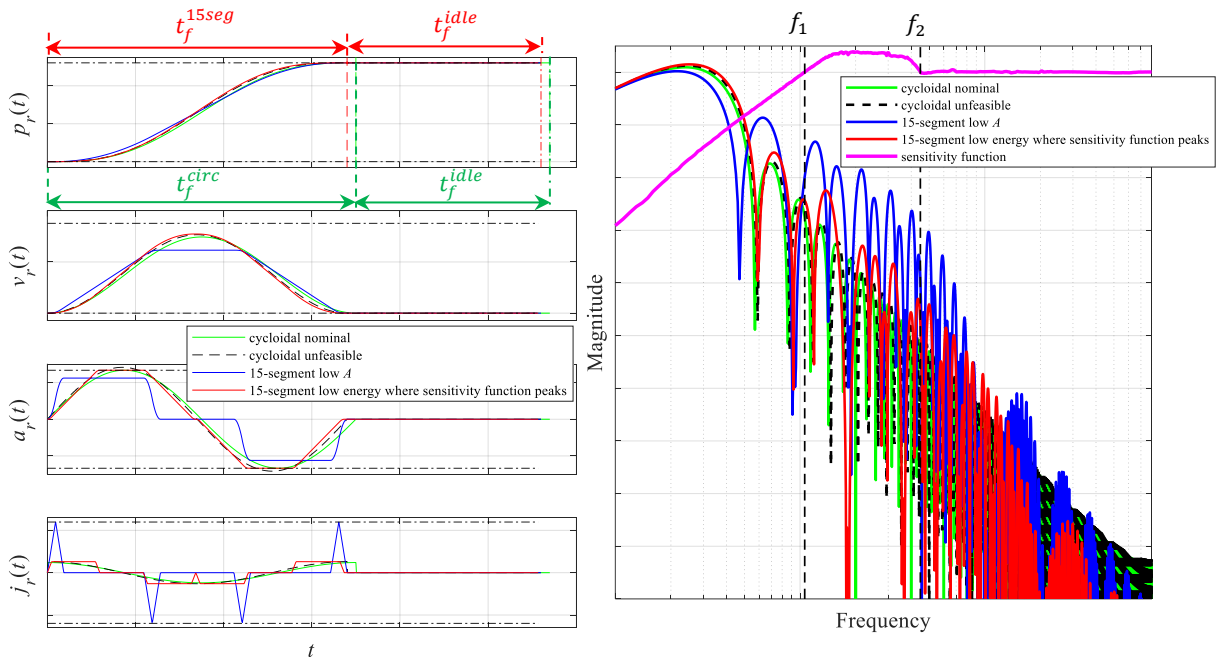 t_f^{15seg}
t_f^{idle}
p_r(t)
t_f^{circ}
t_f^{idle}
v_r(t)
cycloidal nominal
cycloidal unfeasible
15-segment low A
15-segment low energy where sensitivity function peaks
a_r(t)
j_r(t)
t
f_1
f_2
cycloidal nominal
cycloidal unfeasible
15-segment low A
15-segment low energy where sensitivity function peaks
sensitivity function
Magnitude
Frequency